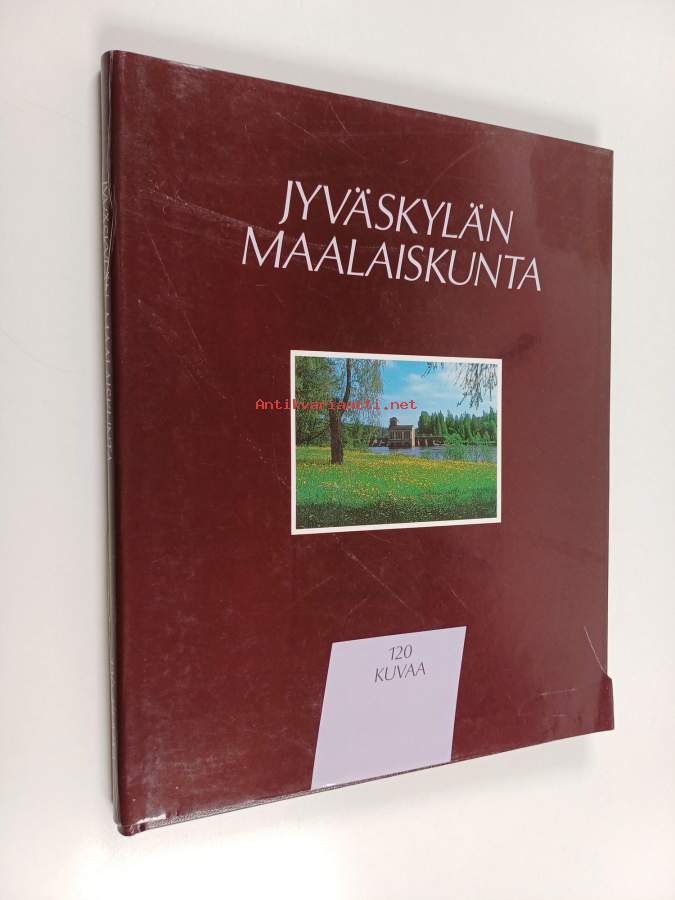 JYVÄSKYLÄN
MAALAISKUNTA
Antikvariaatti.net
120
KUVAA